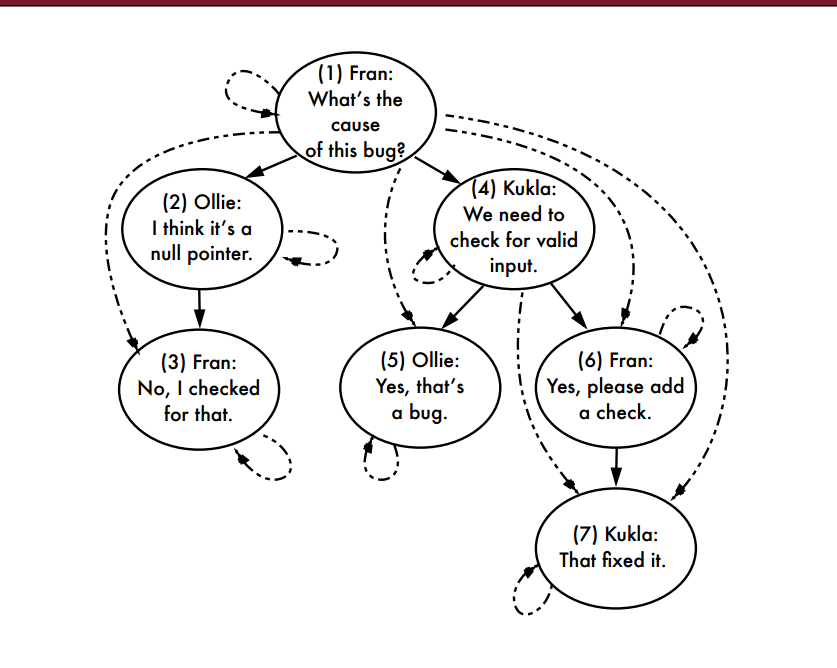 (1) Fran:
What's the
cause
of this bug?
(2) Ollie:
I think it's a
null pointer.
(4) Kukla:
We need to
check for valid
input.
(3) Fran:
No, I checked
for that.
(5) Ollie:
Yes, that's
a bug.
(6) Fran:
Yes, please add
a check.
(7) Kukla:
That fixed it.